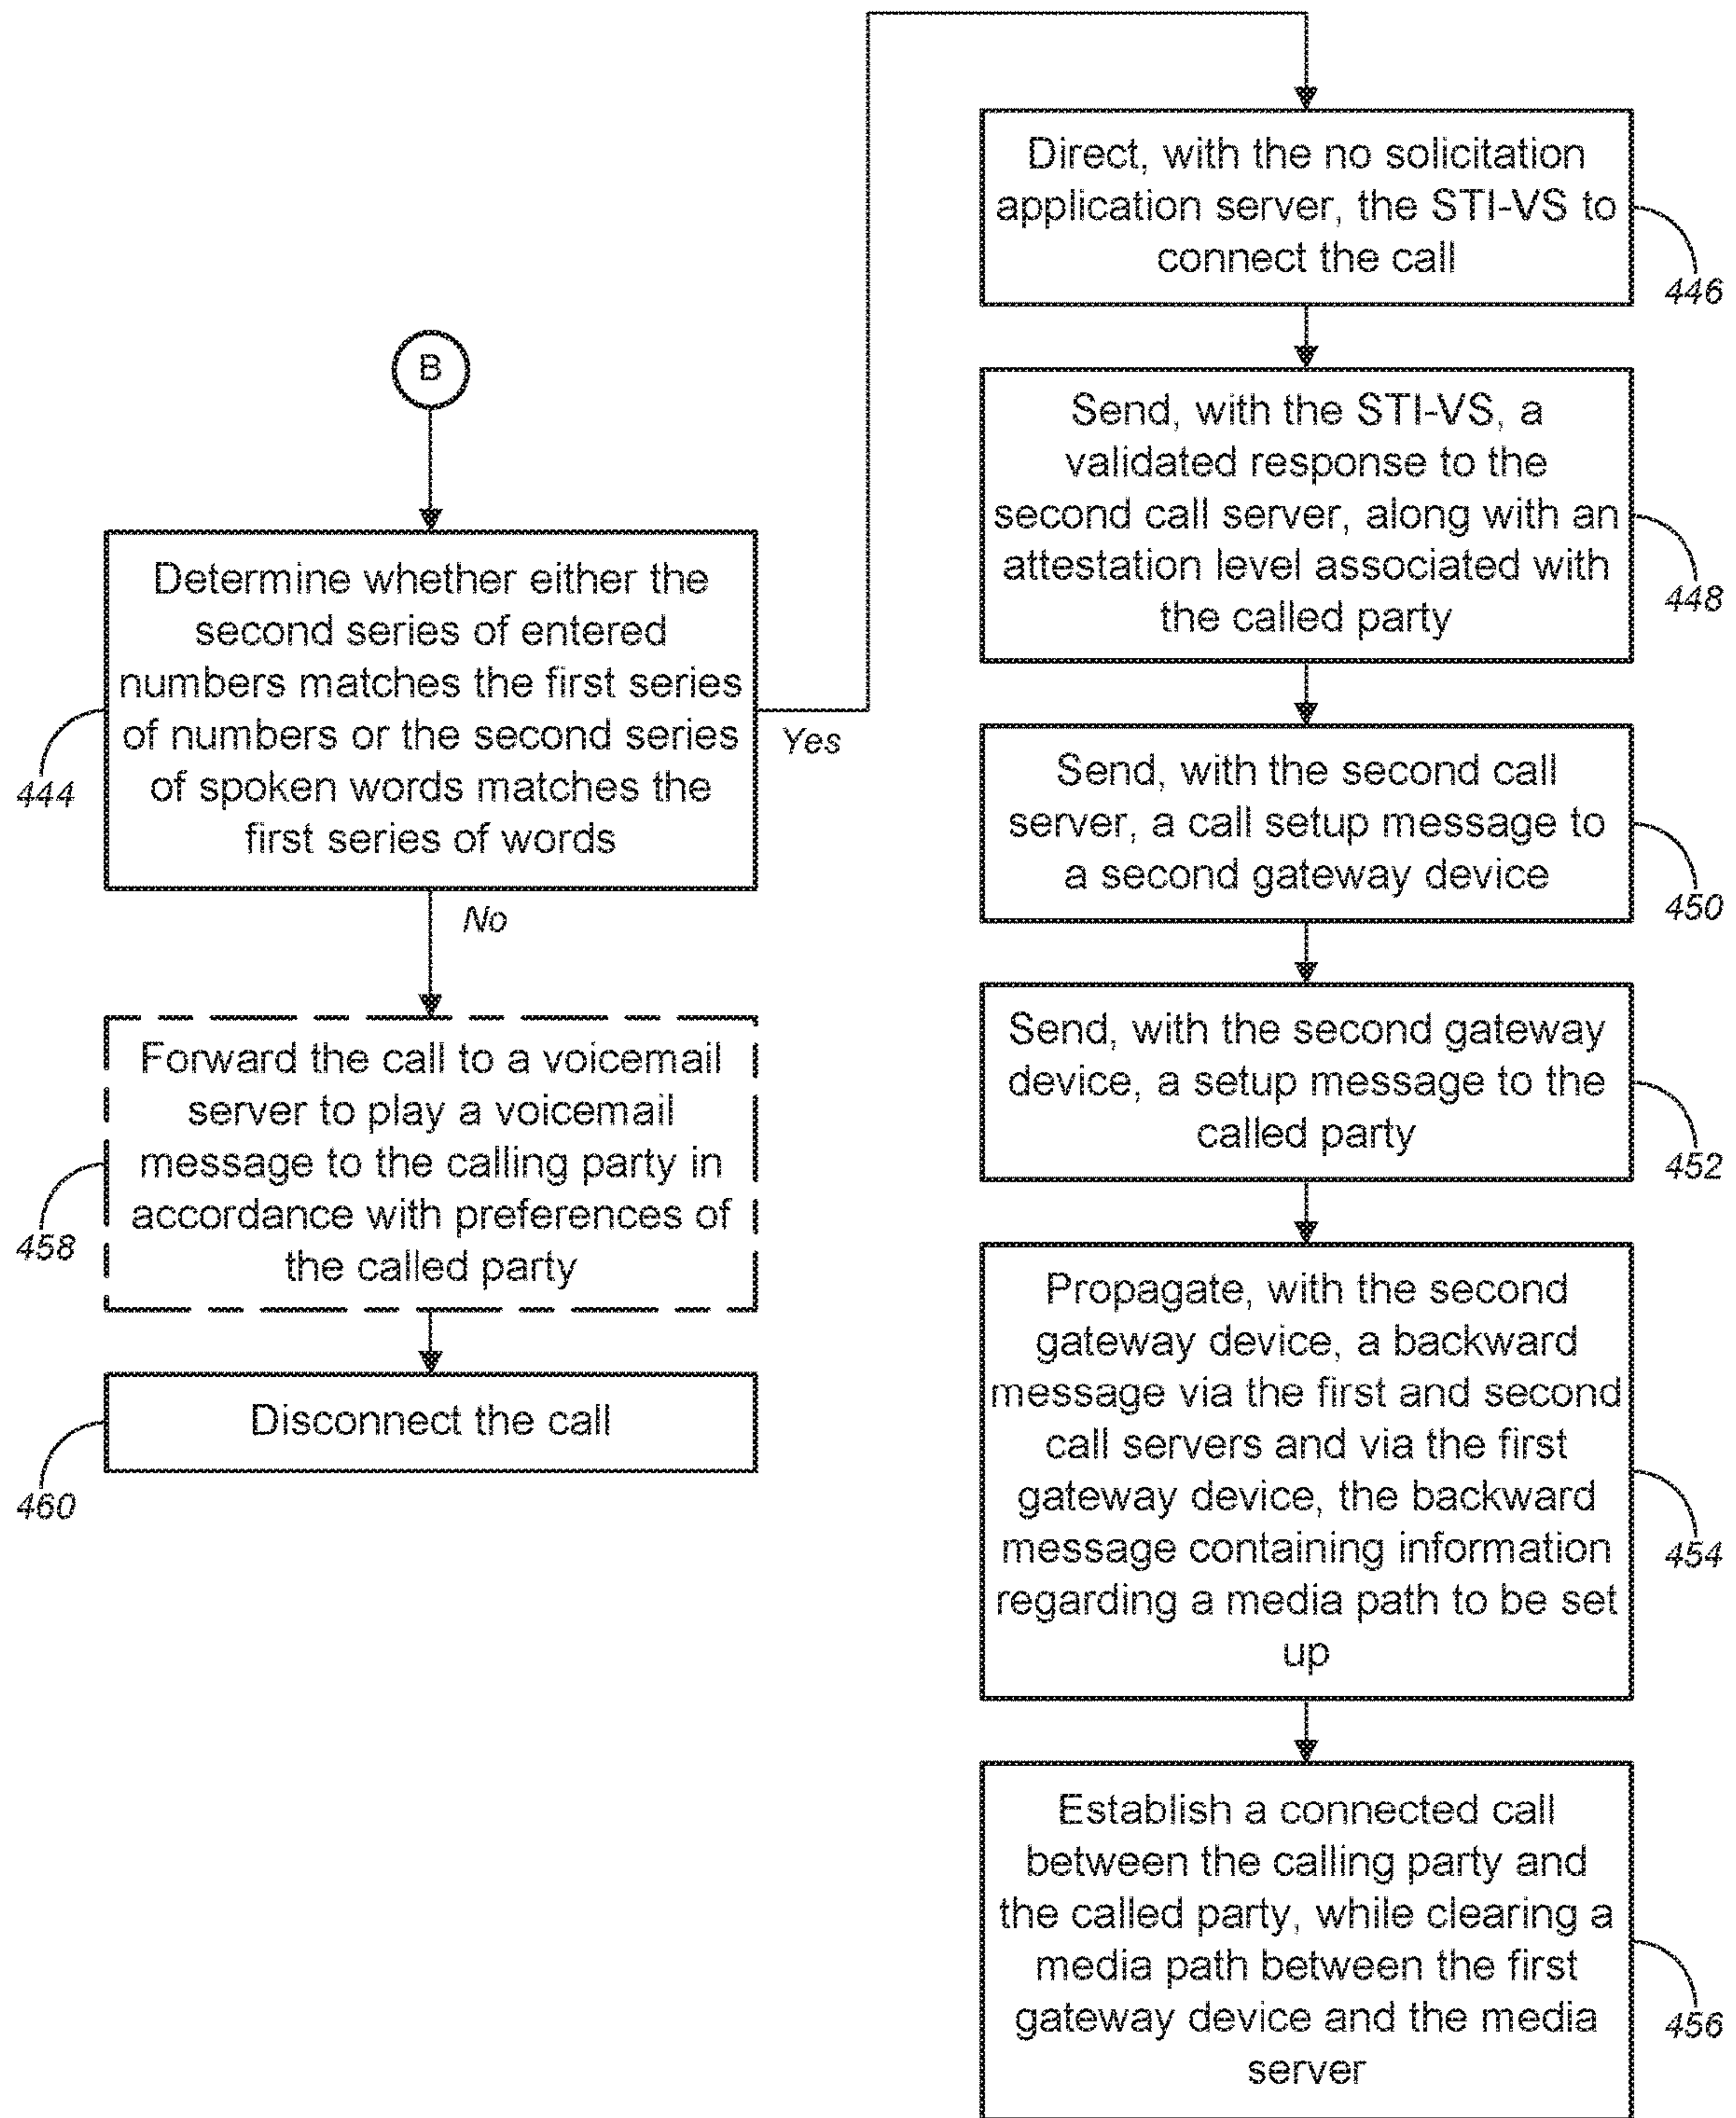 B
Determine whether either the
second series of entered
numbers matches the first series
of numbers or the second series
of spoken words matches the
first series of words
444
Yes
No
Forward the call to a voicemail
server to play a voicemail
message to the calling party in
accordance with preferences of
the called party
458
Disconnect the call
460
Direct, with the no solicitation
application server, the STI-VS to
connect the call
446
Send, with the STI-VS, a
validated response to the
second call server, along with an
attestation level associated with
the called party
448
Send, with the second call
server, a call setup message to
a second gateway device
450
Send, with the second gateway
device, a setup message to the
called party
452
Propagate, with the second
gateway device, a backward
message via the first and second
call servers and via the first
gateway device, the backward
message containing information
regarding a media path to be set
up
454
Establish a connected call
between the calling party and
the called party, while clearing a
media path between the first
gateway device and the media
server
456